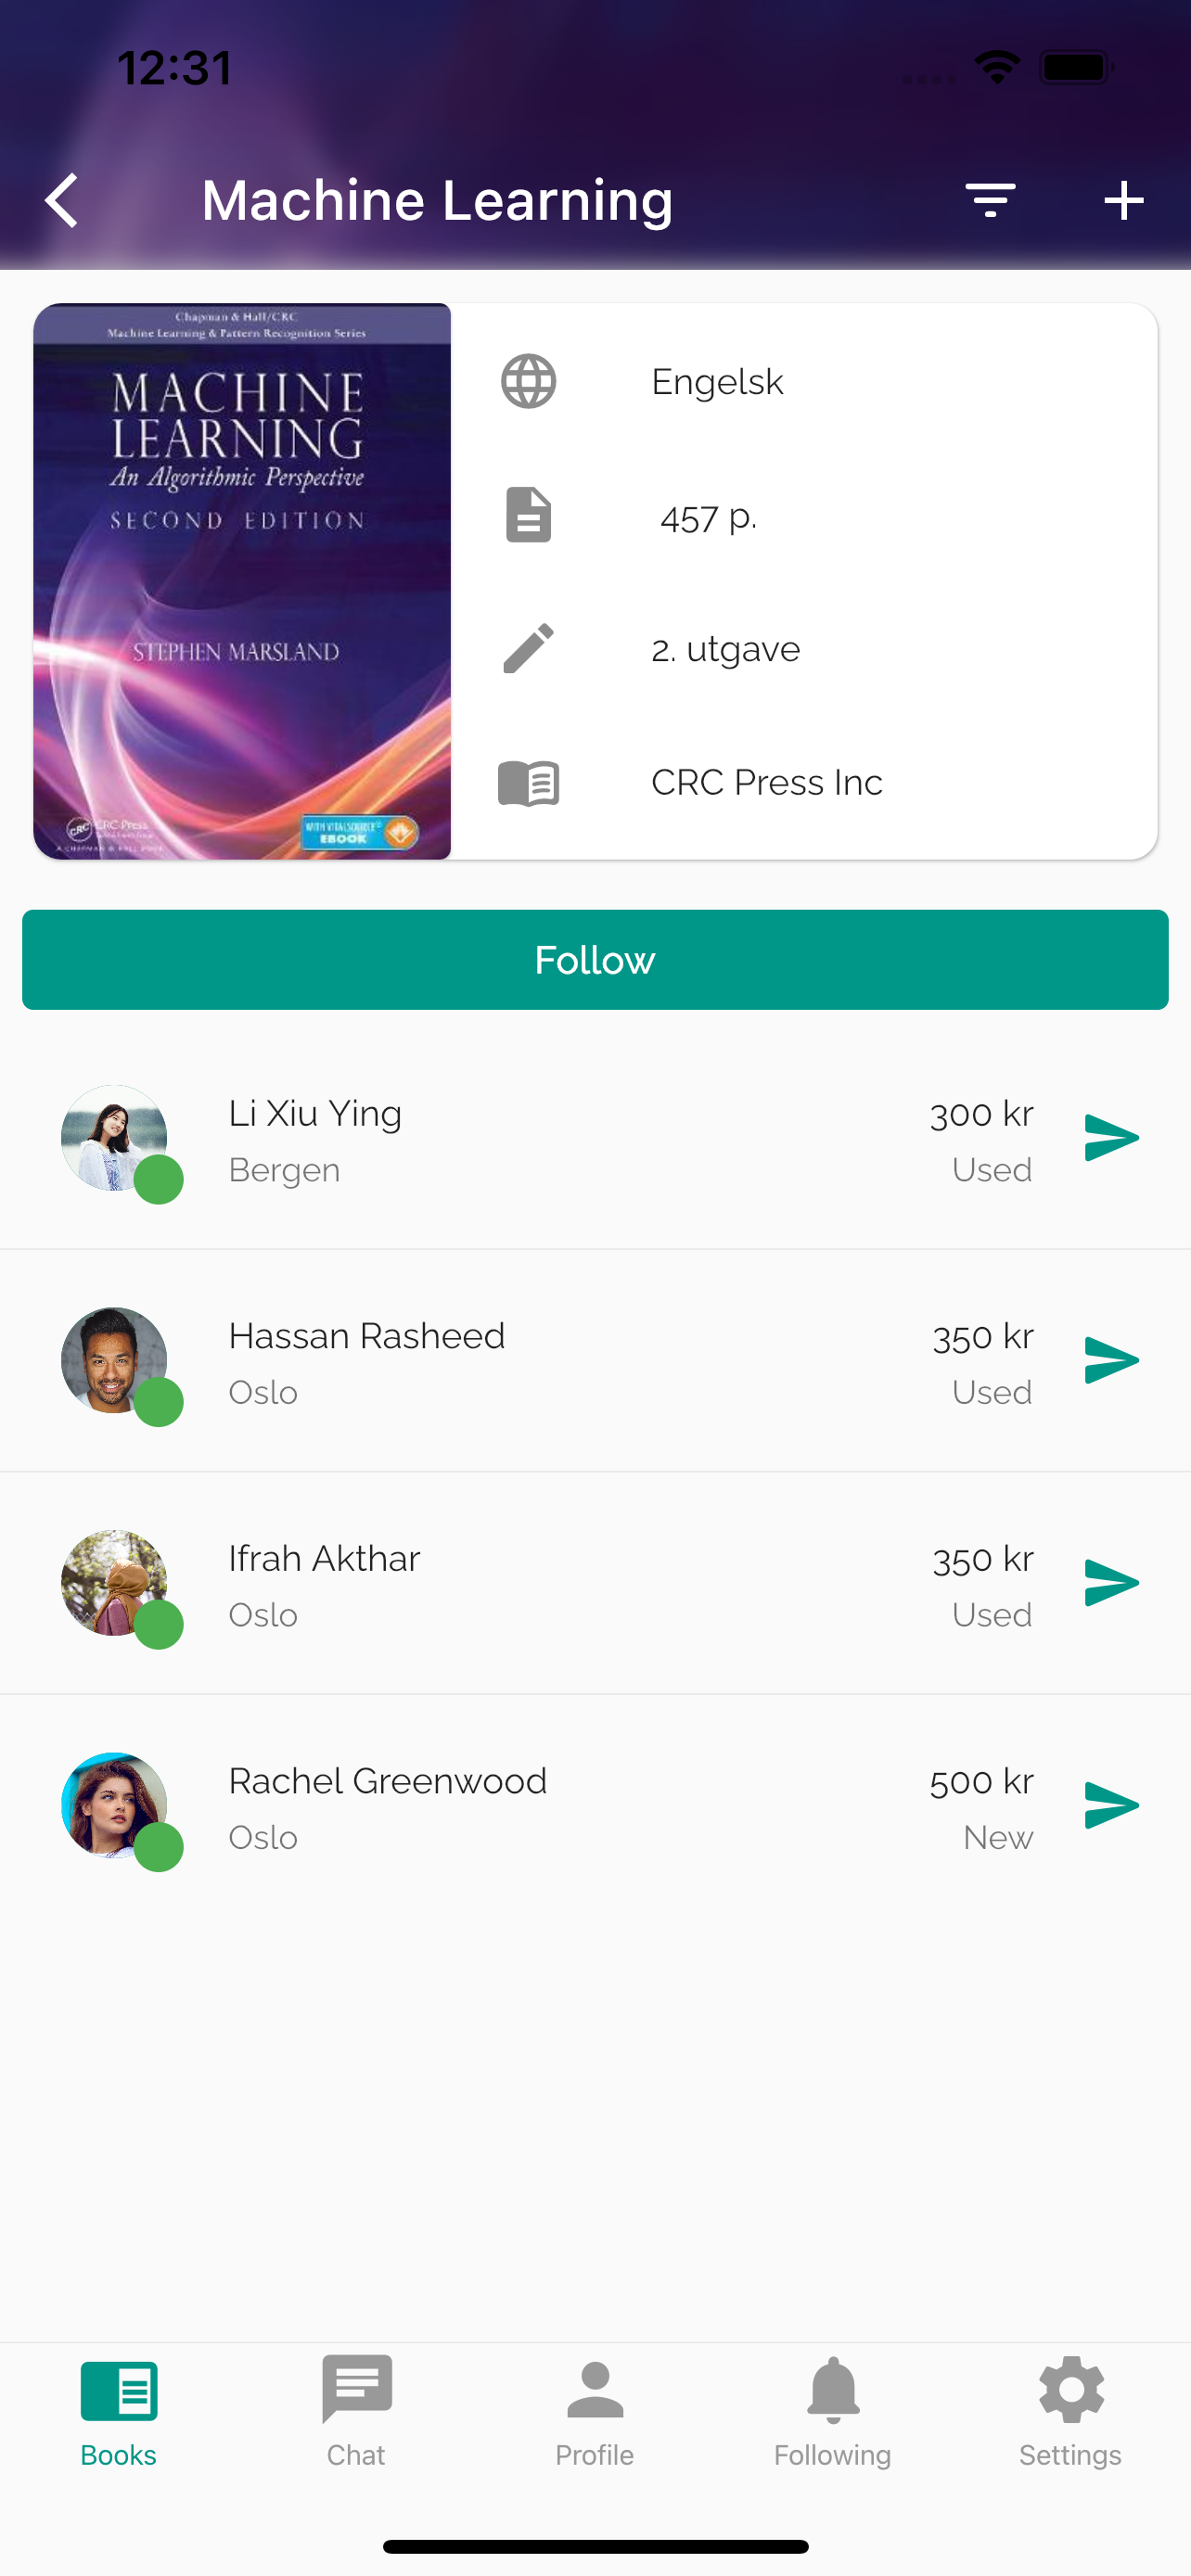 12:31
Machine Learning
Chapman & Hall/CRC
Machine Learning & Pattern Recognition Series
MACHINE
LEARNING
An Algorithmic Perspective
SECOND EDITION
STEPHEN MARSLAND
CRC Press
WITH VITALSOURCE®
EBOOK
Engelsk
457 p.
2. utgave
CRC Press Inc
Follow
Li Xiu Ying
300 kr
Bergen
Used
Hassan Rasheed
350 kr
Oslo
Used
Ifrah Akthar
350 kr
Oslo
Used
Rachel Greenwood
500 kr
Oslo
New
Books
Chat
Profile
Following
Settings